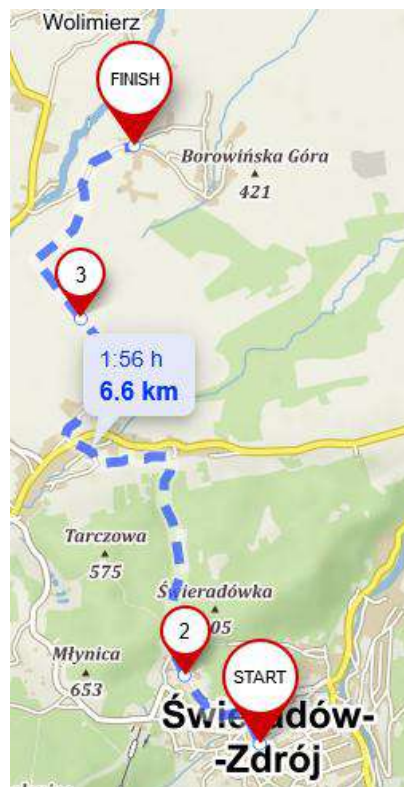 Wolimierz
FINISH
Borowińska Góra
421
3
1:56 h
6.6 km
Tarczowa
575
Świeradówka
05
2
Młynica
653
START
-Zdrój